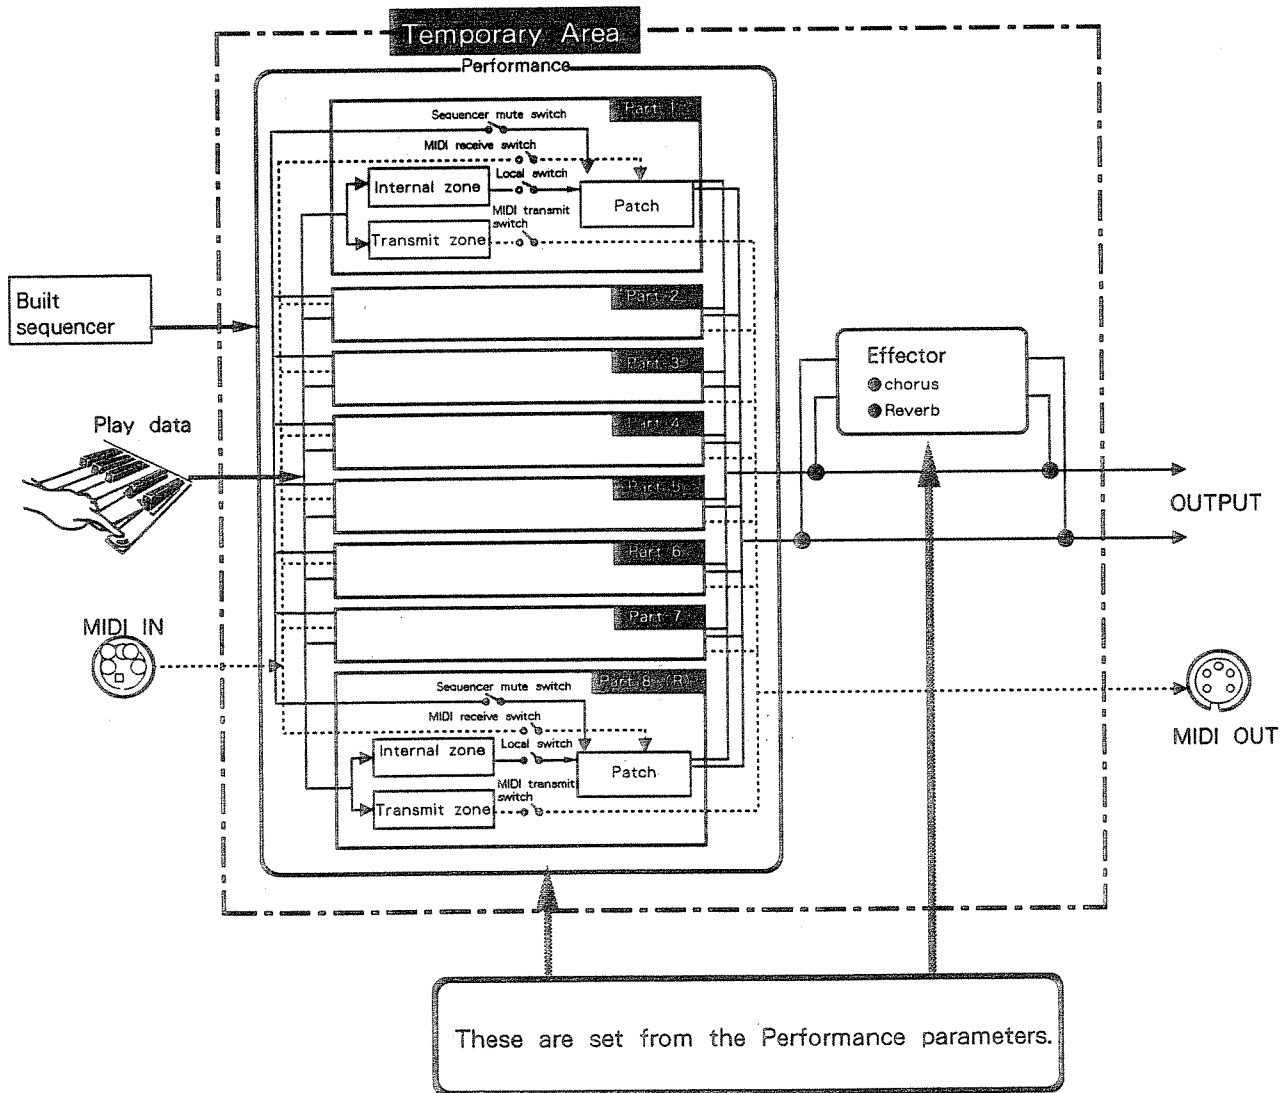 Temporary Area
Performance
Part 1
Sequencer mute switch
MIDI receive switch
Internal zone
Local switch
Patch
MIDI transmit
switch
Transmit zone
Part 2
Built
sequencer
Part 3
Effector
chorus
Reverb
Part 4
Play data
Part 5
OUTPUT
Part 6
Part 7
MIDI IN
Part 8 (R)
Sequencer mute switch
MIDI receive switch
MIDI OUT
Internal zone
Local switch
Patch
MIDI transmit
switch
Transmit zone
These are set from the Performance parameters.